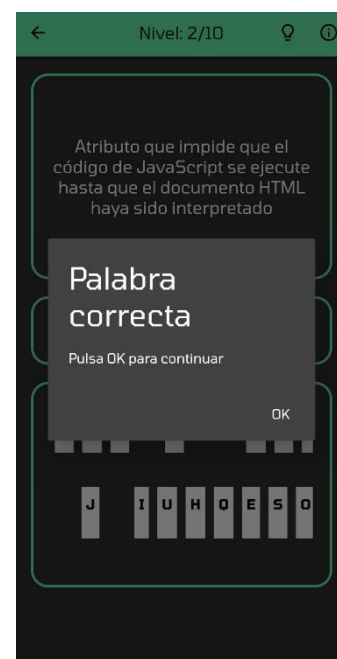 Nivel: 2/10
Atributo que impide que el
código de JavaScript se ejecute
hasta que el documento HTML
haya sido interpretado
Palabra
correcta
Pulsa OK para continuar
OK
J I U H Q E S O